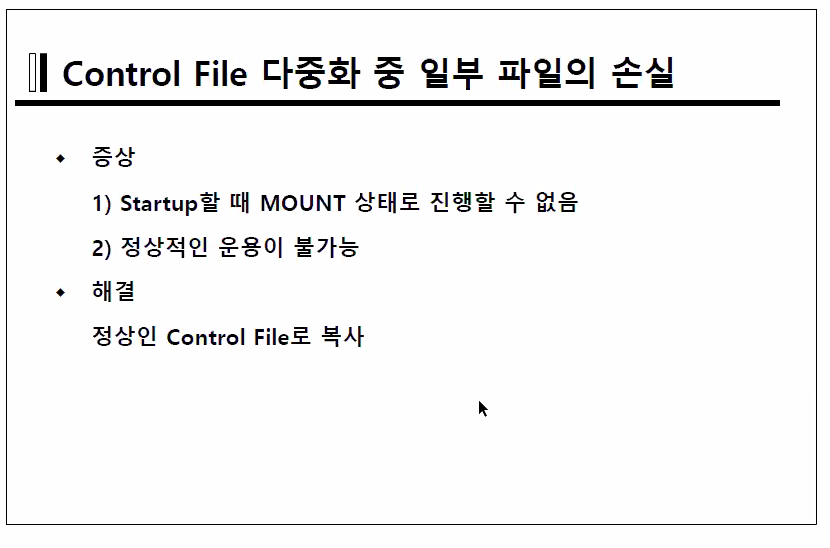 Control File 다중화 중 일부 파일의 손실
◆ 증상
1) Startup할 때 MOUNT 상태로 진행할 수 없음
2) 정상적인 운용이 불가능
◆ 해결
정상인 Control File로 복사